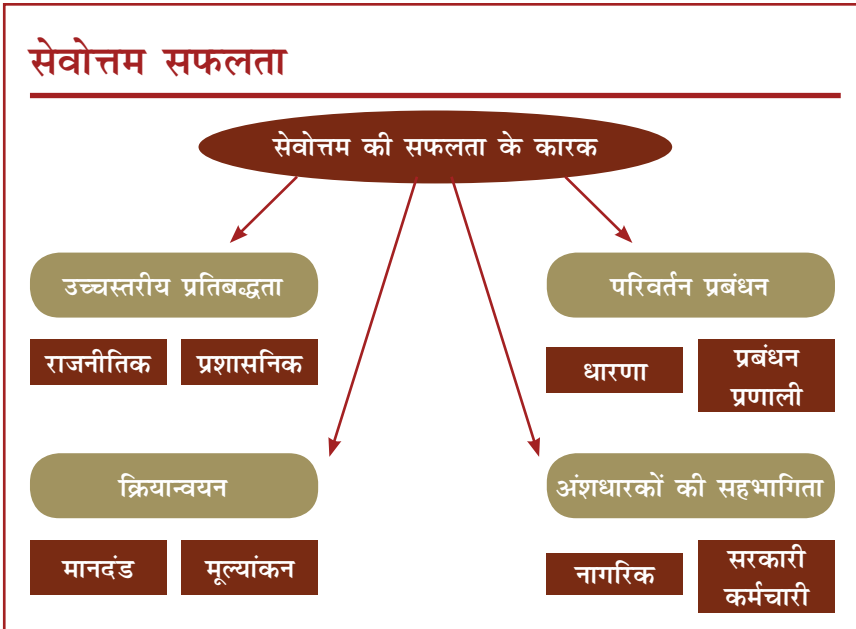 सेवोत्तम सफलता
सेवोत्तम की सफलता के कारक
उच्चस्तरीय प्रतिबद्धता
राजनीतिक
प्रशासनिक
परिवर्तन प्रबंधन
धारणा
प्रबंधन
प्रणाली
क्रियान्वयन
मानदंड
मूल्यांकन
अंशधारकों की सहभागिता
नागरिक
सरकारी
कर्मचारी